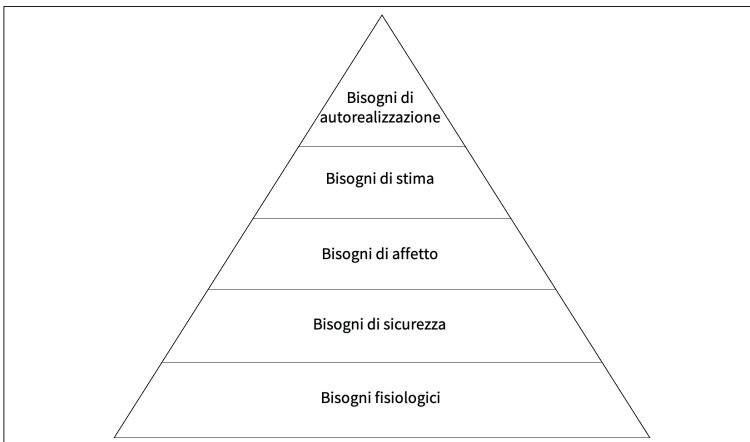 Bisogni di
autorealizzazione
Bisogni di stima
Bisogni di affetto
Bisogni di sicurezza
Bisogni fisiologici